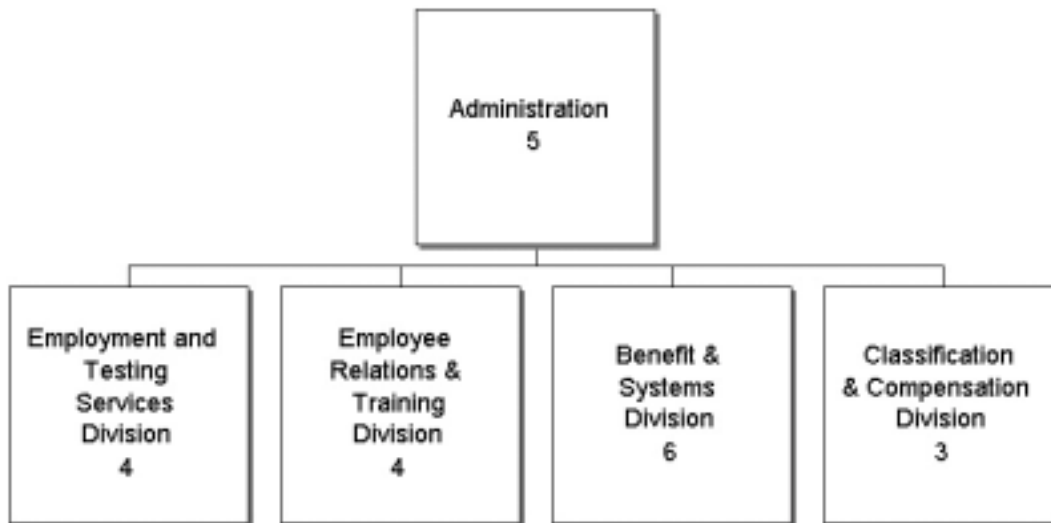 Administration
5
Employment and
Testing
Services
Division
4
Employee
Relations &
Training
Division
4
Benefit &
Systems
Division
6
Classification
& Compensation
Division
3